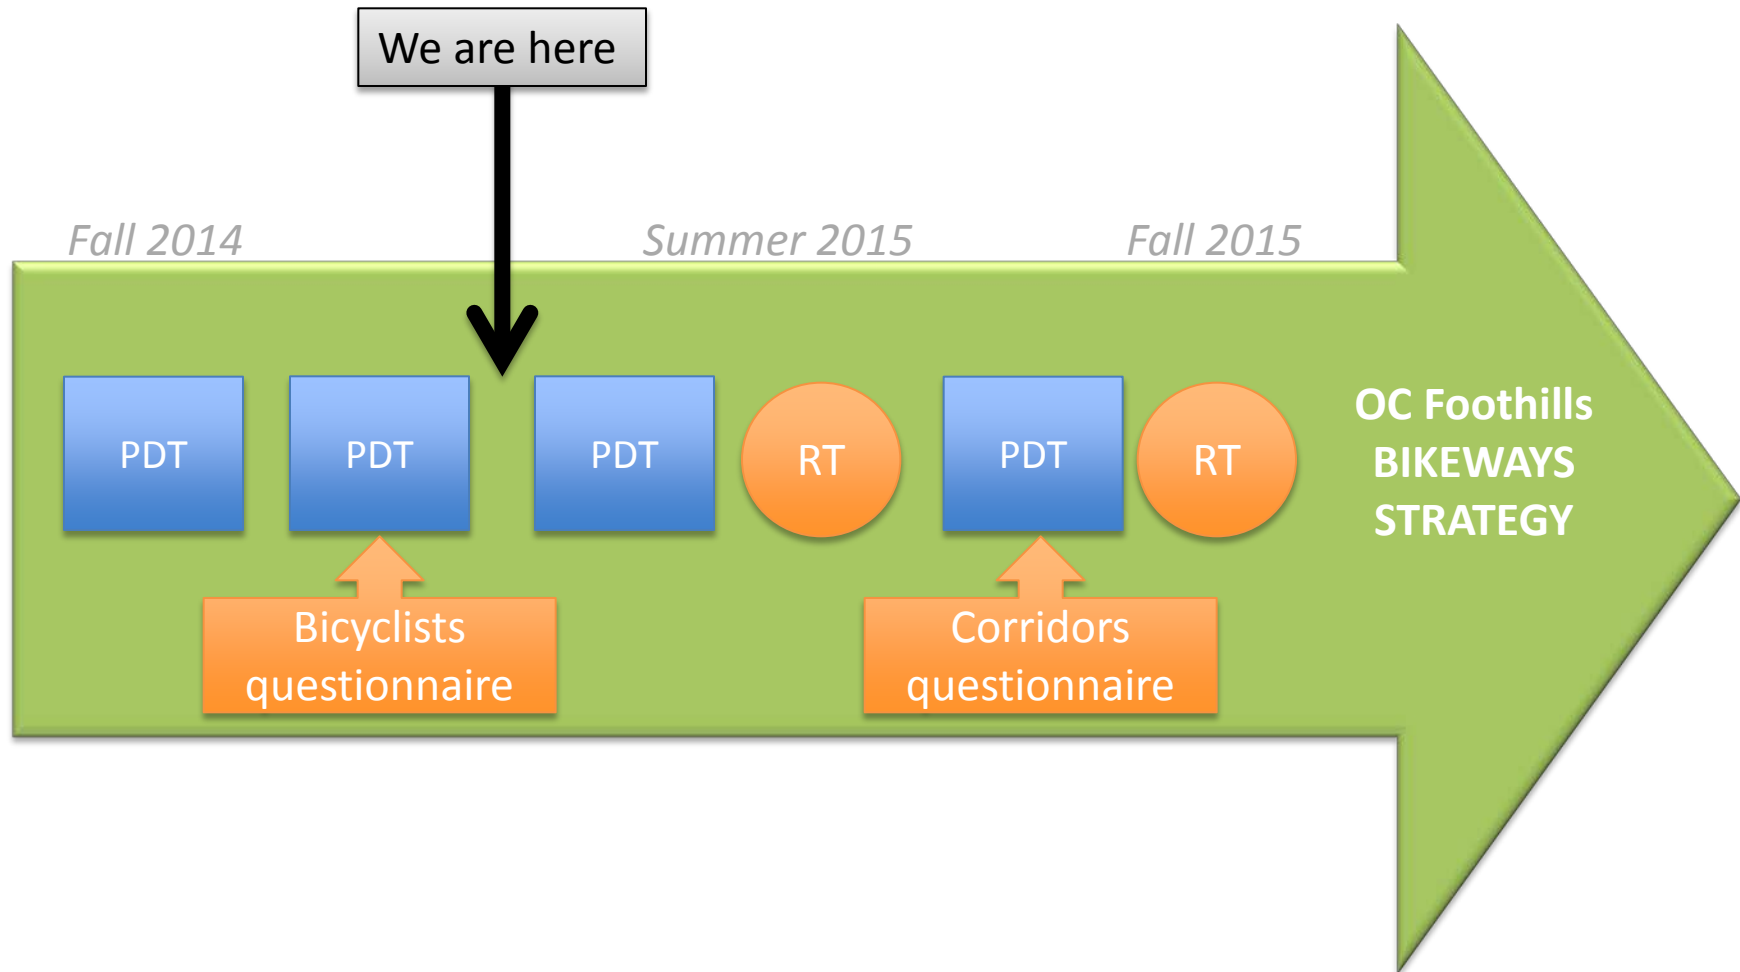 We are here
Fall 2014
Summer 2015
Fall 2015
PDT
PDT
PDT
RT
PDT
RT
OC Foothills
BIKEWAYS
STRATEGY
Bicyclists
questionnaire
Corridors
questionnaire